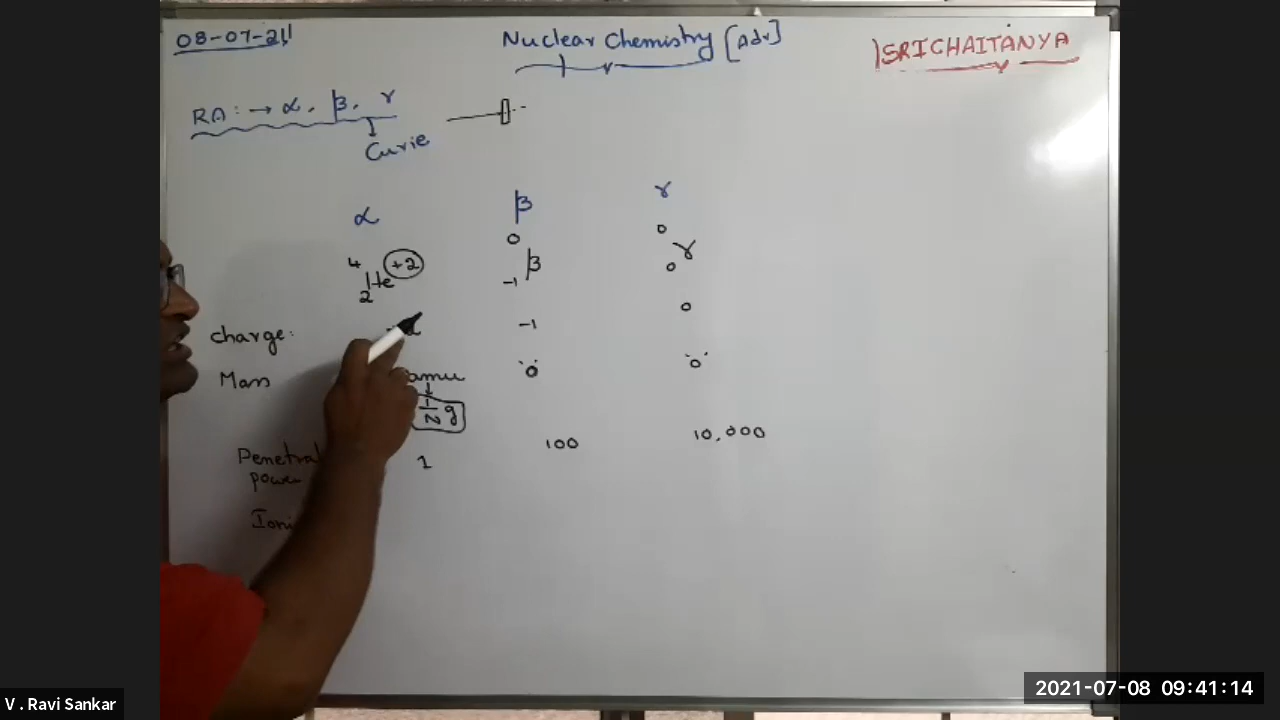 08-07-21
Nuclear Chemistry [Adv]
SRICHAITANYA
RA: → α, β, γ
Curie
α β γ
4 2 He +2
0 -1 β
0 0 γ
Charge: -1 0
Mass amu 0 0
1/N g
power 1 100 10,000
V . Ravi Sankar
2021-07-08 09:41:14